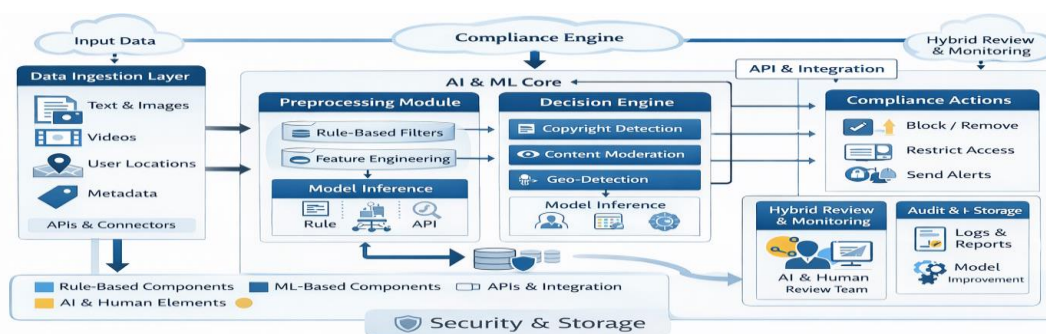 Input Data
Compliance Engine
Hybrid Review
& Monitoring
Data Ingestion Layer
Text & Images
Videos
User Locations
Metadata
APIs & Connectors
AI & ML Core
API & Integration
Preprocessing Module
Rule-Based Filters
Feature Engineering
Model Inference
Rule
API
Decision Engine
Copyright Detection
Content Moderation
Geo-Detection
Model Inference
Compliance Actions
Block / Remove
Restrict Access
Send Alerts
Hybrid Review
& Monitoring
AI & Human
Review Team
Audit & I- Storage
Logs &
Reports
Model
Improvement
Rule-Based Components
ML-Based Components
APIs & Integration
AI & Human Elements
Security & Storage